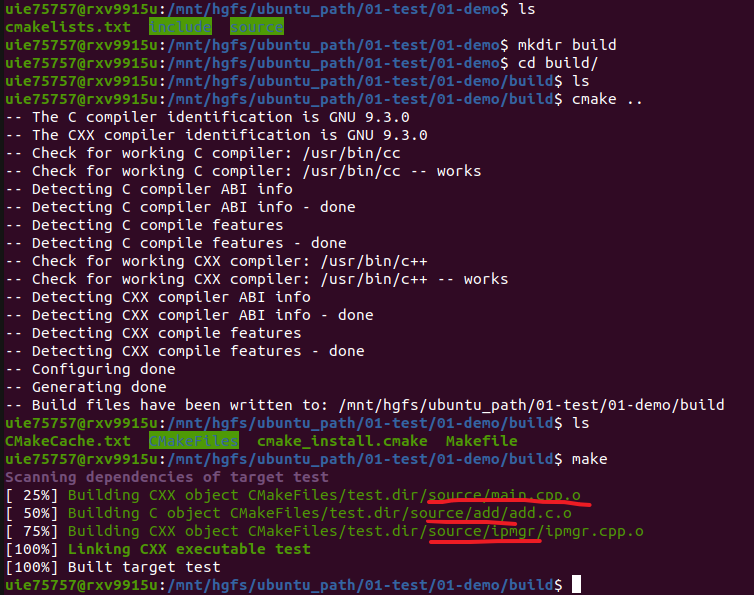 uie75757@rxv9915u:/mnt/hgfs/ubuntu_path/01-test/01-demo$ ls
cmakelists.txt  include  source
uie75757@rxv9915u:/mnt/hgfs/ubuntu_path/01-test/01-demo$ mkdir build
uie75757@rxv9915u:/mnt/hgfs/ubuntu_path/01-test/01-demo$ cd build/
uie75757@rxv9915u:/mnt/hgfs/ubuntu_path/01-test/01-demo/build$ ls
uie75757@rxv9915u:/mnt/hgfs/ubuntu_path/01-test/01-demo/build$ cmake ..
-- The C compiler identification is GNU 9.3.0
-- The CXX compiler identification is GNU 9.3.0
-- Check for working C compiler: /usr/bin/cc
-- Check for working C compiler: /usr/bin/cc -- works
-- Detecting C compiler ABI info
-- Detecting C compiler ABI info - done
-- Detecting C compile features
-- Detecting C compile features - done
-- Check for working CXX compiler: /usr/bin/c++
-- Check for working CXX compiler: /usr/bin/c++ -- works
-- Detecting CXX compiler ABI info
-- Detecting CXX compiler ABI info - done
-- Detecting CXX compile features
-- Detecting CXX compile features - done
-- Configuring done
-- Generating done
-- Build files have been written to: /mnt/hgfs/ubuntu_path/01-test/01-demo/build
uie75757@rxv9915u:/mnt/hgfs/ubuntu_path/01-test/01-demo/build$ ls
CMakeCache.txt  CMakeFiles  cmake_install.cmake  Makefile
uie75757@rxv9915u:/mnt/hgfs/ubuntu_path/01-test/01-demo/build$ make
Scanning dependencies of target test
[ 25%] Building CXX object CMakeFiles/test.dir/source/main.cpp.o
[ 50%] Building C object CMakeFiles/test.dir/source/add/add.c.o
[ 75%] Building CXX object CMakeFiles/test.dir/source/ipmgr/ipmgr.cpp.o
[100%] Linking CXX executable test
[100%] Built target test
uie75757@rxv9915u:/mnt/hgfs/ubuntu_path/01-test/01-demo/build$